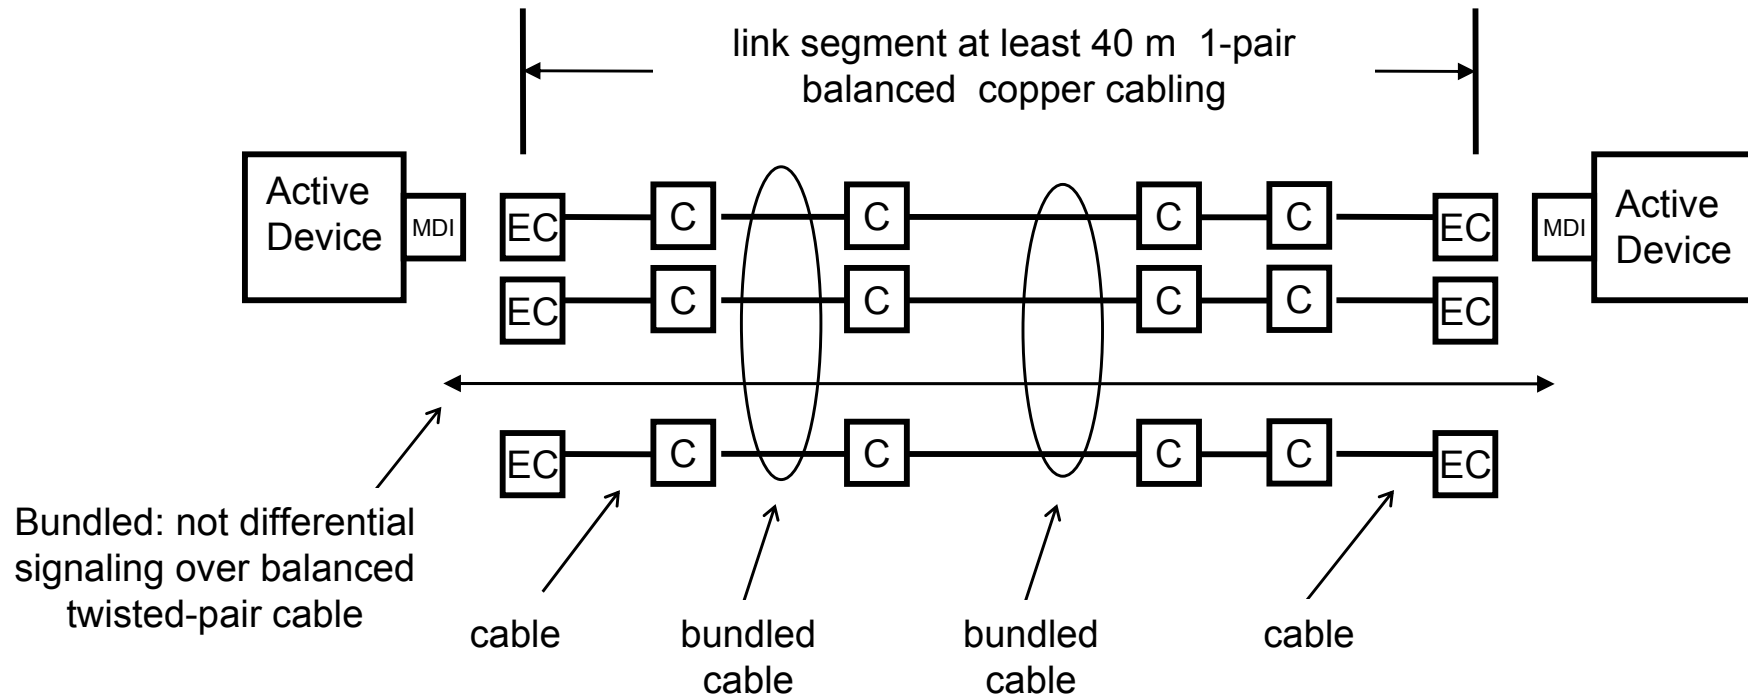 link segment at least 40 m 1-pair
balanced copper cabling
Active
Device
MDI
EC
C
C
C
C
EC
MDI
Active
Device
EC
C
C
C
C
EC
EC
C
C
C
C
EC
Bundled: not differential
signaling over balanced
twisted-pair cable
cable
bundled
cable
bundled
cable
cable